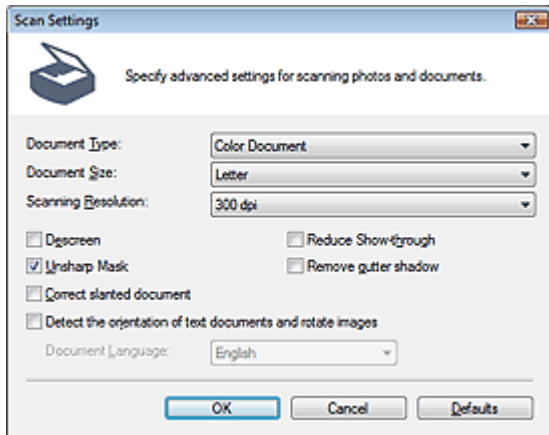 Scan Settings
Specify advanced settings for scanning photos and documents.
Document Type: Color Document
Document Size: Letter
Scanning Resolution: 300 dpi
Descreen Reduce Show-through
Unsharp Mask Remove gutter shadow
Correct slanted document
Detect the orientation of text documents and rotate images
Document Language: English
OK Cancel Defaults